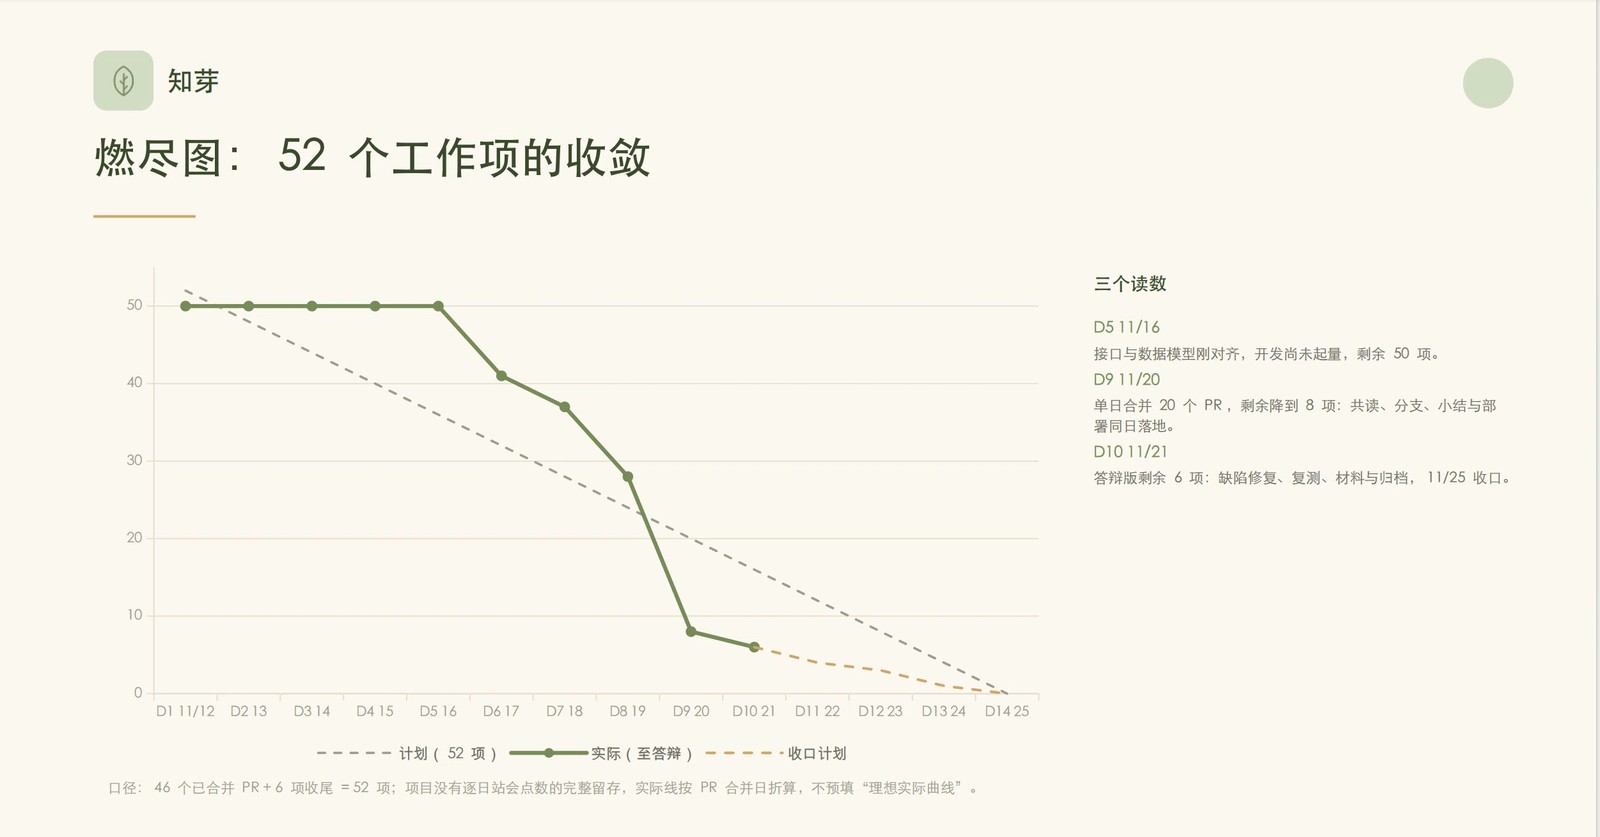 知芽
燃尽图： 52 个工作项的收敛
50
40
30
20
10
0
D1 11/12 D2 13 D3 14 D4 15 D5 16 D6 17 D7 18 D8 19 D9 20 D10 21 D11 22 D12 23 D13 24 D14 25
计划 ( 52 项 ) 实际 ( 至答辩 ) 收口计划
口径： 46 个已合并 PR + 6 项收尾 = 52 项；项目没有逐日站会点数的完整留存，实际线按 PR 合并日折算，不预填“理想实际曲线”。
三个读数
D5 11/16
接口与数据模型刚对齐，开发尚未起量，剩余 50 项。
D9 11/20
单日合并 20 个 PR ，剩余降到 8 项：共读、分支、小结与部
署同日落地。
D10 11/21
答辩版剩余 6 项：缺陷修复、复测、材料与归档， 11/25 收口。